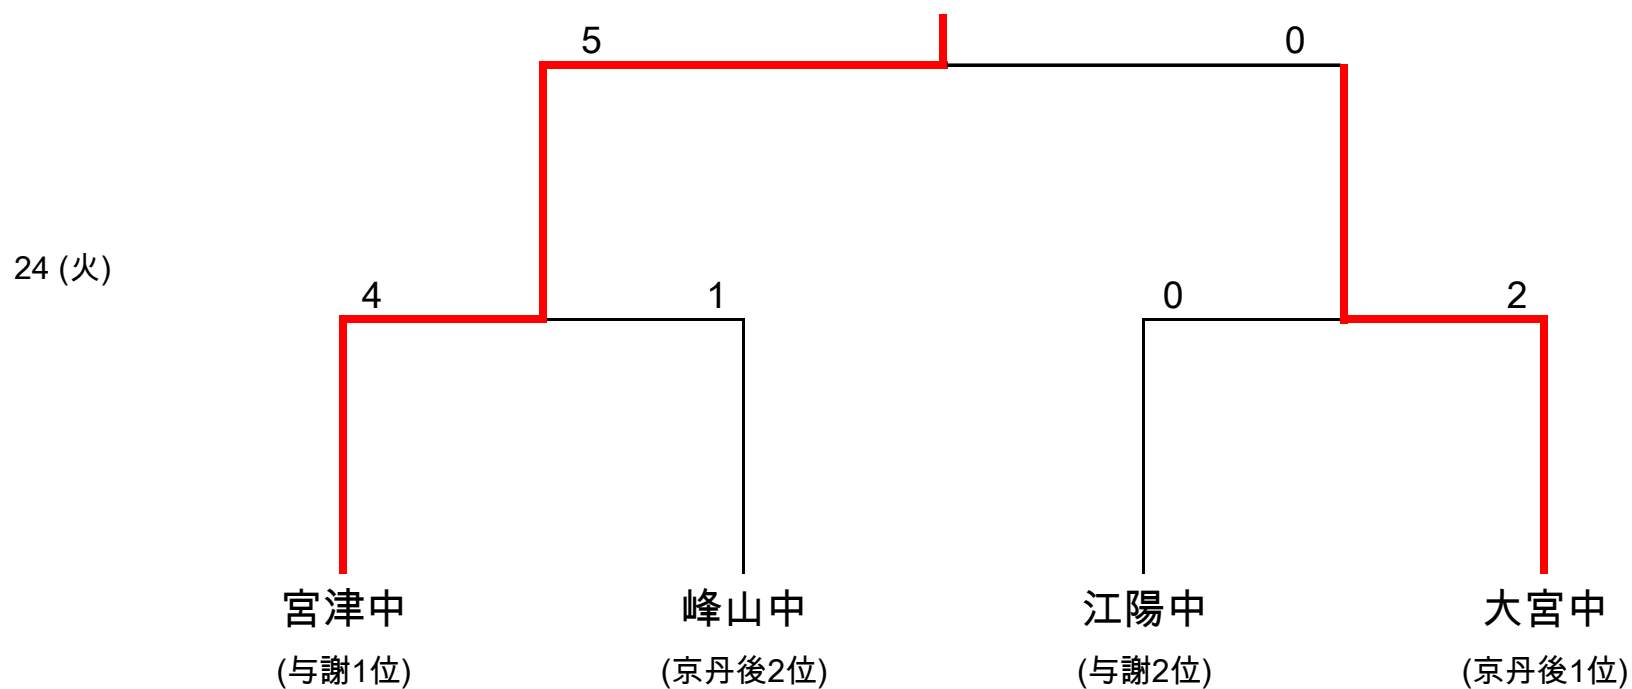 5 0
24 (火)
4 1 0 2
宮津中 峰山中 江陽中 大宮中
(与謝1位) (京丹後2位) (与謝2位) (京丹後1位)